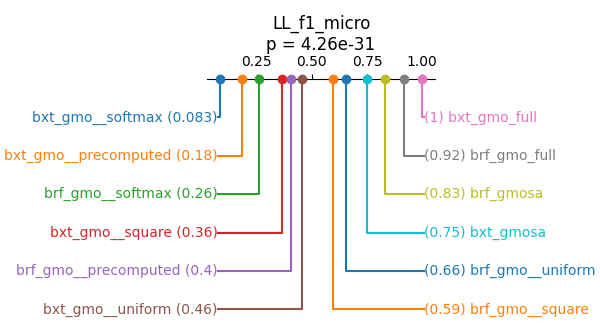 LL_f1_micro
p = 4.26e-31
0.25 0.50 0.75 1.00
bxt_gmo__softmax (0.083)
(1) bxt_gmo_full
bxt_gmo__precomputed (0.18)
(0.92) brf_gmo_full
brf_gmo__softmax (0.26)
(0.83) brf_gmosa
bxt_gmo__square (0.36)
(0.75) bxt_gmosa
brf_gmo__precomputed (0.4)
(0.66) brf_gmo__uniform
bxt_gmo__uniform (0.46)
(0.59) brf_gmo__square